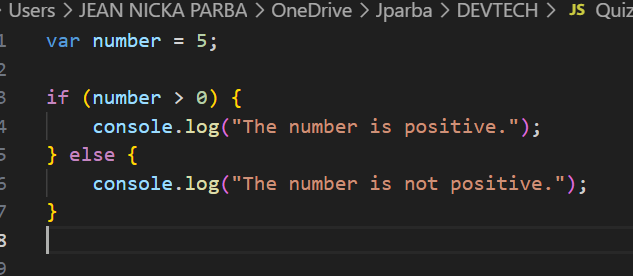 Users > JEAN NICKA PARBA > OneDrive > Jparba > DEVTECH > JS Quiz
1 var number = 5;
2
3 if (number > 0) {
4     console.log("The number is positive.");
5 } else {
6     console.log("The number is not positive.");
7 }
8
9